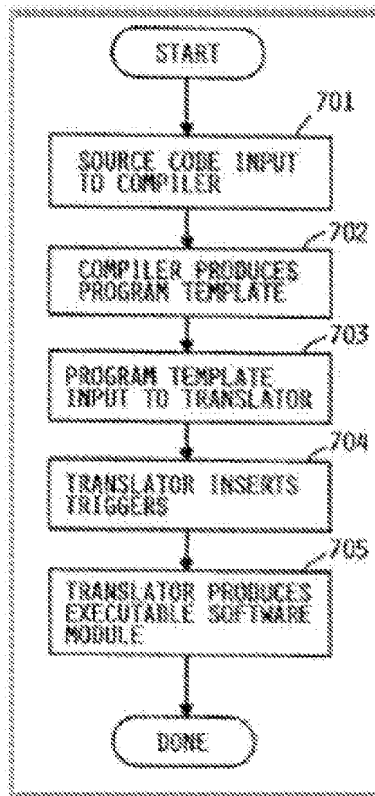 START
701
SOURCE CODE INPUT
TO COMPILER
702
COMPILER PRODUCES
PROGRAM TEMPLATE
703
PROGRAM TEMPLATE
INPUT TO TRANSLATOR
704
TRANSLATOR INSERTS
TRIGGERS
705
TRANSLATOR PRODUCES
EXECUTABLE SOFTWARE
MODULE
DONE